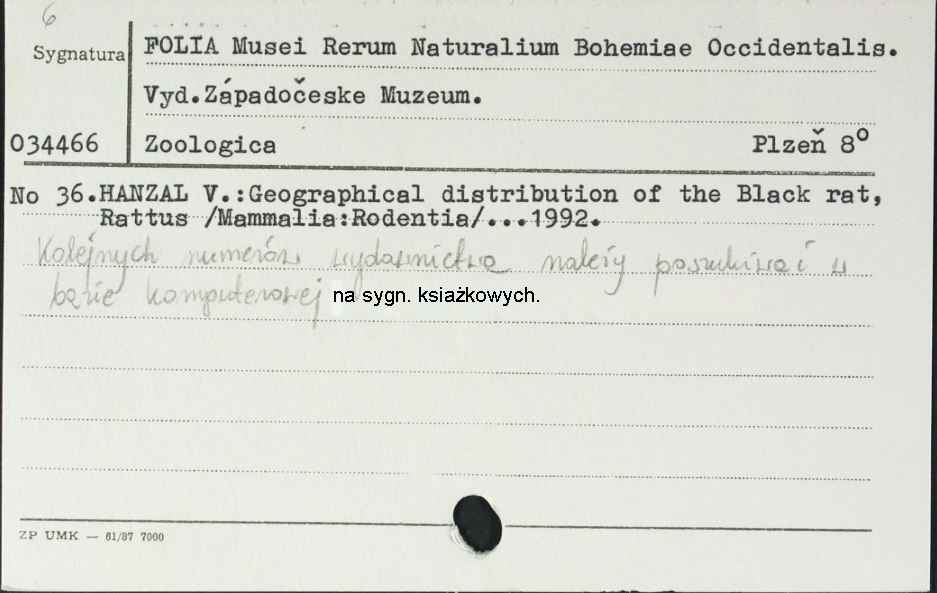 6
Sygnatura
FOLIA Musei Rerum Naturalium Bohemiae Occidentalis.
Vyd.Západočeske Muzeum.
034466
Zoologica Plzeň 8º
No 36.HANZAL V.:Geographical distribution of the Black rat,
Rattus /Mammalia:Rodentia/...1992.
Kolejnych numerów wydawnictwa należy poszukiwać w
bazie komputerowej na sygn. ksiażkowych.
ZP UMK — 61/87 7000